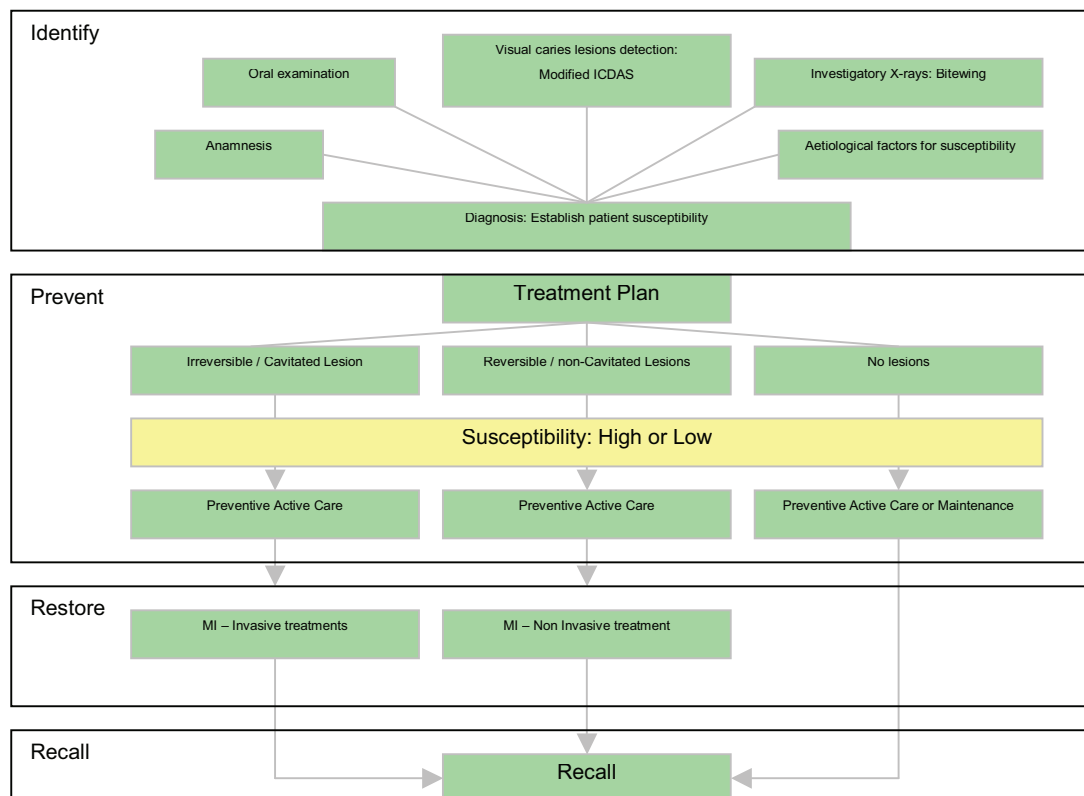 Identify
Visual caries lesions detection:
Modified ICDAS
Oral examination
Investigatory X-rays: Bitewing
Anamnesis
Aetiological factors for susceptibility
Diagnosis: Establish patient susceptibility
Prevent
Treatment Plan
Irreversible / Cavitated Lesion
Reversible / non-Cavitated Lesions
No lesions
Susceptibility: High or Low
Preventive Active Care
Preventive Active Care
Preventive Active Care or Maintenance
Restore
MI – Invasive treatments
MI – Non Invasive treatment
Recall
Recall